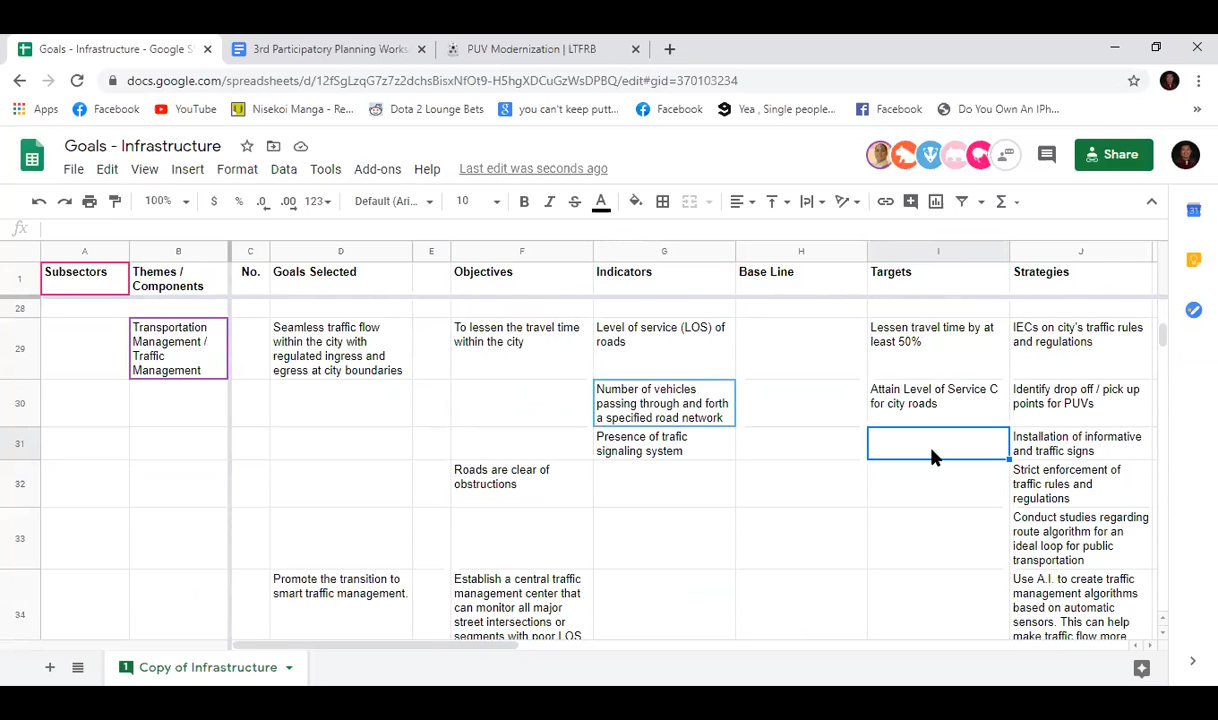 Goals - Infrastructure - Google S
3rd Participatory Planning Works
PUV Modernization | LTFRB
docs.google.com/spreadsheets/d/12fSgLzqG7z7z2dchsBisxNfOt9-H5hgXDCuGzWsDPBQ/edit#gid=370103234
Apps
Facebook
YouTube
Nisekoi Manga - Re...
Dota 2 Lounge Bets
you can't keep putt...
Facebook
Yea , Single people...
Facebook
Do You Own An IPh...
»
Goals - Infrastructure
Share
File Edit View Insert Format Data Tools Add-ons Help Last edit was seconds ago
100% $ % .0 .00 123 Default (Ari... 10 B I S A
fx
A B C D E F G H I J
1
Subsectors
Themes /
Components
No.
Goals Selected
Objectives
Indicators
Base Line
Targets
Strategies
28
29
Transportation
Management /
Traffic
Management
Seamless traffic flow
within the city with
regulated ingress and
egress at city boundaries
To lessen the travel time
within the city
Level of service (LOS) of
roads
Lessen travel time by at
least 50%
IECs on city's traffic rules
and regulations
30
Number of vehicles
passing through and forth
a specified road network
Attain Level of Service C
for city roads
Identify drop off / pick up
points for PUVs
31
Presence of trafic
signaling system
Installation of informative
and traffic signs
32
Roads are clear of
obstructions
Strict enforcement of
traffic rules and
regulations
33
Conduct studies regarding
route algorithm for an
ideal loop for public
transportation
34
Promote the transition to
smart traffic management.
Establish a central traffic
management center that
can monitor all major
street intersections or
segments with poor LOS
Use A.I. to create traffic
management algorithms
based on automatic
sensors. This can help
make traffic flow more
1 Copy of Infrastructure
31